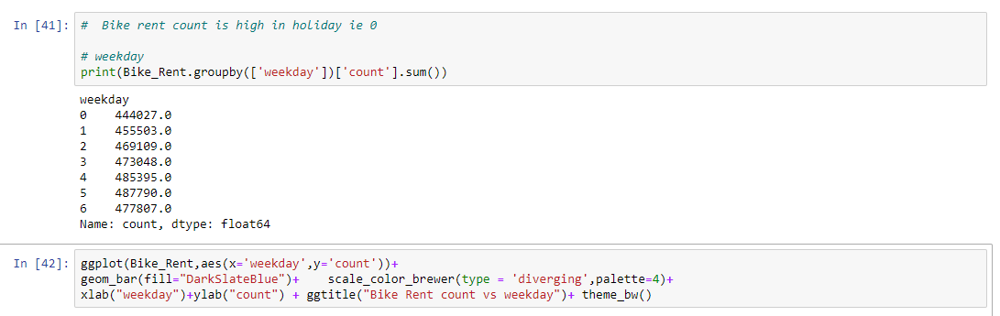 In [41]: #  Bike rent count is high in holiday ie 0
# weekday
print(Bike_Rent.groupby(['weekday'])['count'].sum())
weekday
0    444027.0
1    455503.0
2    469109.0
3    473048.0
4    485395.0
5    487790.0
6    477807.0
Name: count, dtype: float64
In [42]: ggplot(Bike_Rent,aes(x='weekday',y='count'))+
geom_bar(fill="DarkSlateBlue")+    scale_color_brewer(type = 'diverging',palette=4)+
xlab("weekday")+ylab("count") + ggtitle("Bike Rent count vs weekday")+ theme_bw()